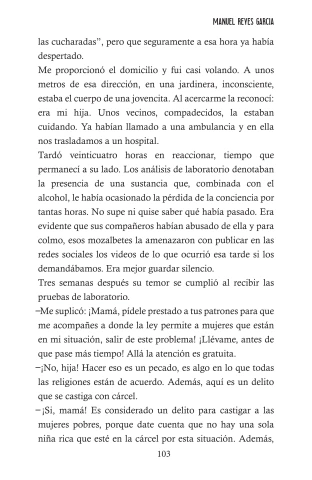 MANUEL REYES GARCIA
las cucharadas”, pero que seguramente a esa hora ya había
despertado.
Me proporcionó el domicilio y fui casi volando. A unos
metros de esa dirección, en una jardinera, inconsciente,
estaba el cuerpo de una jovencita. Al acercarme la reconocí:
era mi hija. Unos vecinos, compadecidos, la estaban
cuidando. Ya habían llamado a una ambulancia y en ella
nos trasladamos a un hospital.
Tardó veinticuatro horas en reaccionar, tiempo que
permanecí a su lado. Los análisis de laboratorio denotaban
la presencia de una sustancia que, combinada con el
alcohol, le había ocasionado la pérdida de la conciencia por
tantas horas. No supe ni quise saber qué había pasado. Era
evidente que sus compañeros habían abusado de ella y para
colmo, esos mozalbetes la amenazaron con publicar en las
redes sociales los videos de lo que ocurrió esa tarde si los
demandábamos. Era mejor guardar silencio.
Tres semanas después su temor se cumplió al recibir las
pruebas de laboratorio.
–Me suplicó: ¡Mamá, pídele prestado a tus patrones para que
me acompañes a donde la ley permite a mujeres que están
en mi situación, salir de este problema! ¡Llévame, antes de
que pase más tiempo! Allá la atención es gratuita.
–¡No, hija! Hacer eso es un pecado, es algo en lo que todas
las religiones están de acuerdo. Además, aquí es un delito
que se castiga con cárcel.
–¡Sí, mamá! Es considerado un delito para castigar a las
mujeres pobres, porque date cuenta que no hay una sola
niña rica que esté en la cárcel por esta situación. Además,
103